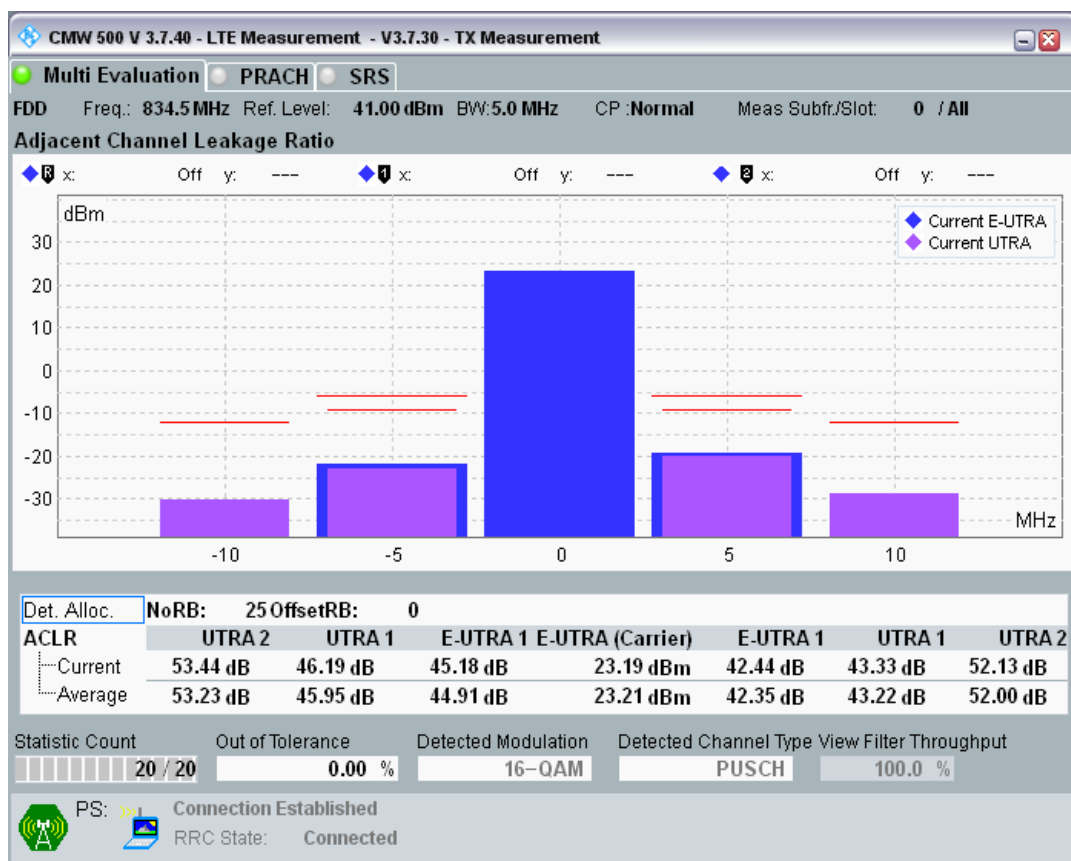 CMW 500 V 3.7.40 - LTE Measurement - V3.7.30 - TX Measurement
Multi Evaluation PRACH SRS
FDD Freq.: 834.5 MHz Ref. Level: 41.00 dBm BW:5.0 MHz CP :Normal Meas Subfr./Slot: 0 / All
Adjacent Channel Leakage Ratio
R x: Off y: --- 1 x: Off y: --- 2 x: Off y: ---
dBm
Current E-UTRA
Current UTRA
30
20
10
0
-10
-20
-30
MHz
-10 -5 0 5 10
Det. Alloc. NoRB: 25 OffsetRB: 0
ACLR UTRA 2 UTRA 1 E-UTRA 1 E-UTRA (Carrier) E-UTRA 1 UTRA 1 UTRA 2
Current 53.44 dB 46.19 dB 45.18 dB 23.19 dBm 42.44 dB 43.33 dB 52.13 dB
Average 53.23 dB 45.95 dB 44.91 dB 23.21 dBm 42.35 dB 43.22 dB 52.00 dB
Statistic Count Out of Tolerance Detected Modulation Detected Channel Type View Filter Throughput
20 / 20 0.00 % 16-QAM PUSCH 100.0 %
PS: Connection Established
RRC State: Connected